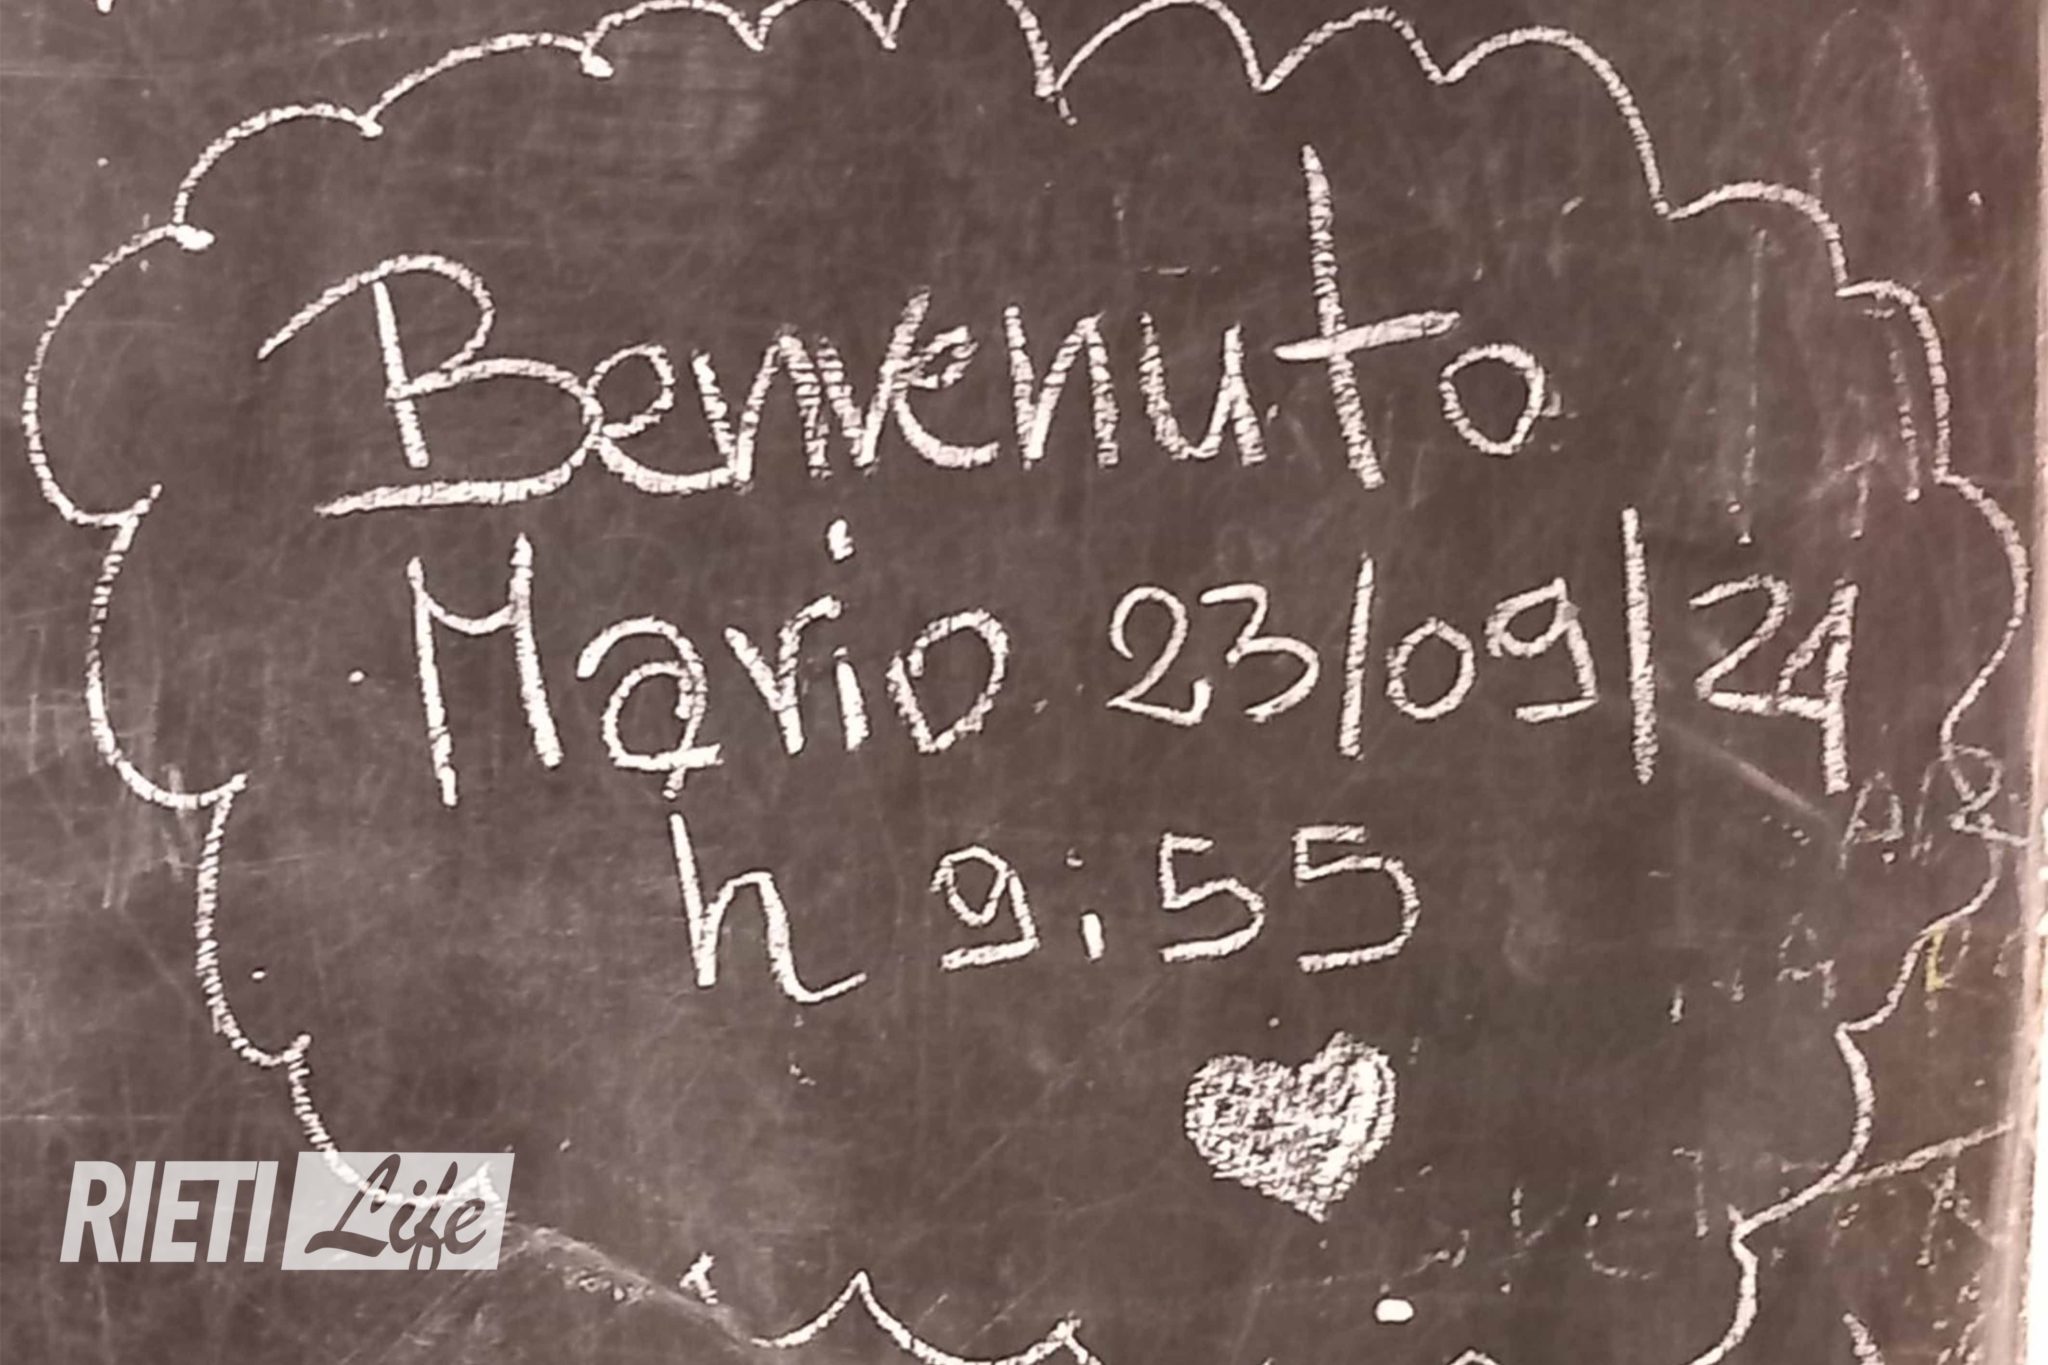 Benvenuto
Mario 23/09/24
h 9:55
RIETI Life